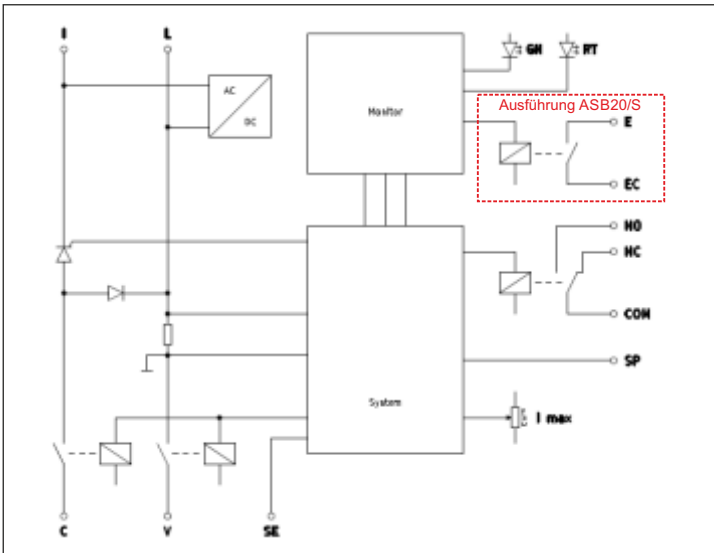 I
L
GN
RT
AC
DC
Monitor
Ausführung ASB20/S
E
EC
NO
NC
COM
SP
System
I max
C
V
SE